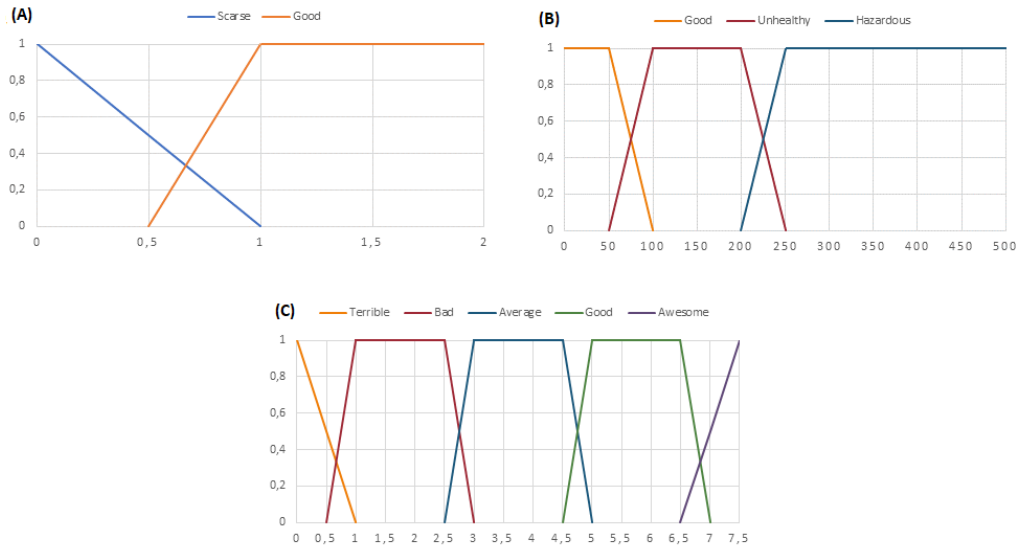 (A)
Scarse Good
1
0,8
0,6
0,4
0,2
0
0 0,5 1 1,5 2
(B)
Good Unhealthy Hazardous
1
0,8
0,6
0,4
0,2
0
0 50 100 150 200 250 300 350 400 450 500
(C)
Terrible Bad Average Good Awesome
1
0,8
0,6
0,4
0,2
0
0 0,5 1 1,5 2 2,5 3 3,5 4 4,5 5 5,5 6 6,5 7 7,5